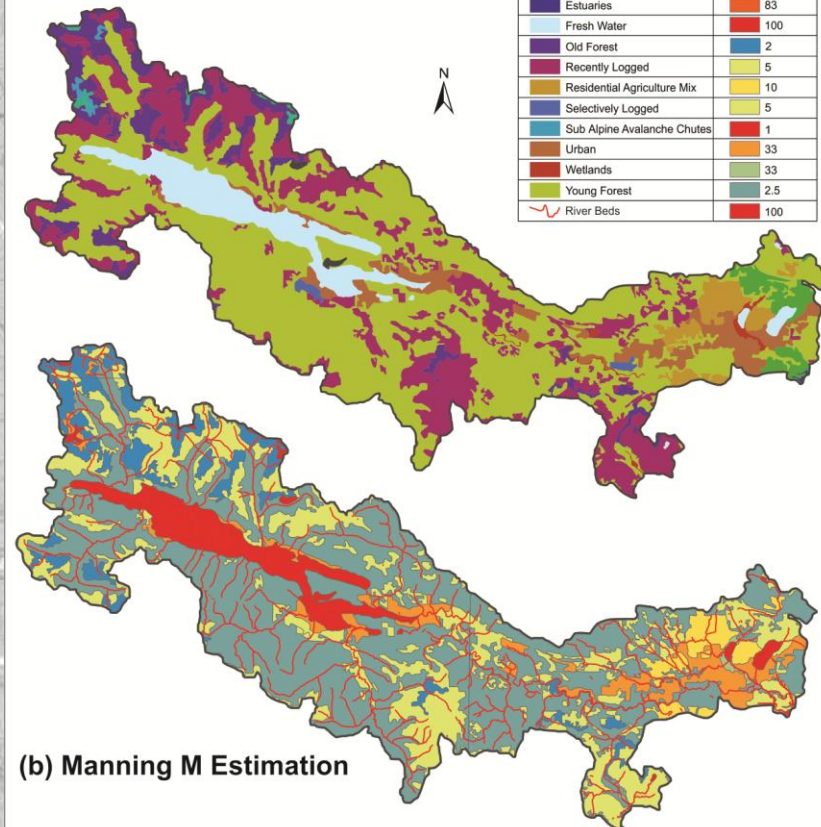 Estuaries 83
Fresh Water 100
Old Forest 2
Recently Logged 5
Residential Agriculture Mix 10
Selectively Logged 5
Sub Alpine Avalanche Chutes 1
Urban 33
Wetlands 33
Young Forest 2.5
River Beds 100
N
(b) Manning M Estimation